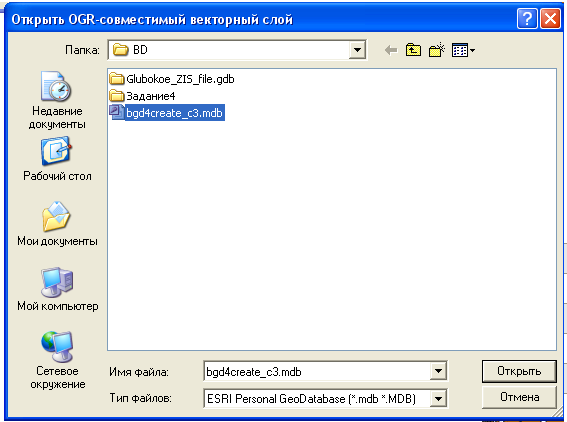 Открыть OGR-совместимый векторный слой
Папка:
BD
Недавние документы
Рабочий стол
Мои документы
Мой компьютер
Сетевое окружение
Glubokoe_ZIS_file.gdb
Задание4
bgd4create_c3.mdb
Имя файла:
bgd4create_c3.mdb
Открыть
Тип файлов:
ESRI Personal GeoDatabase (*.mdb *.MDB)
Отмена